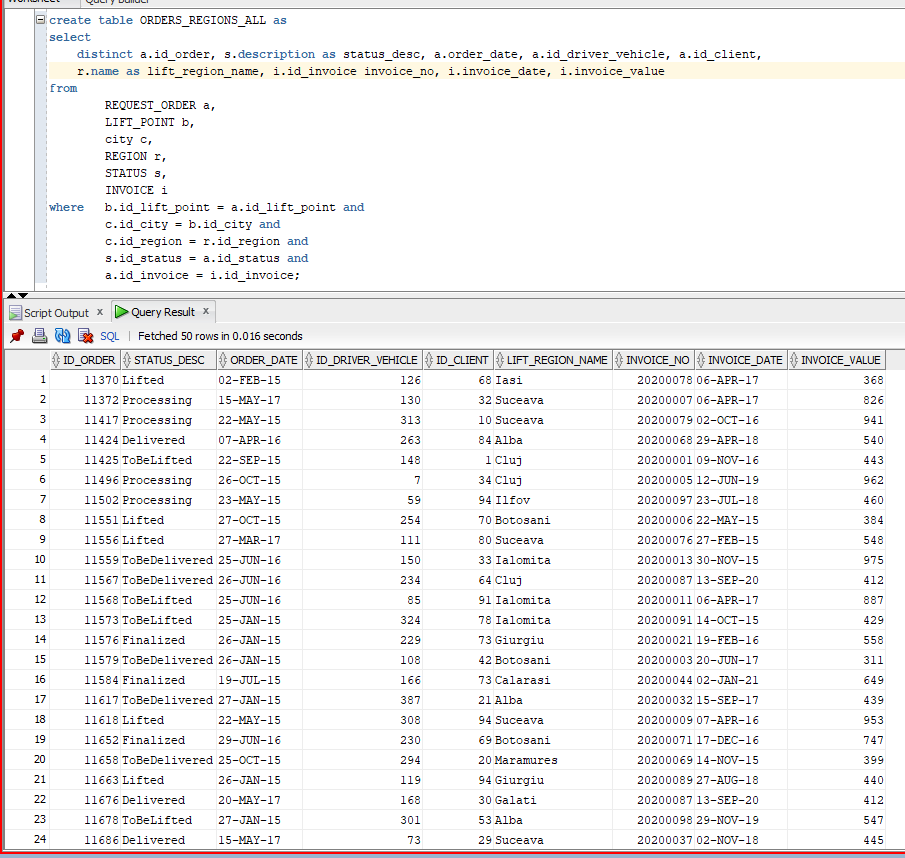 Worksheet Query Builder
create table ORDERS_REGIONS_ALL as
select
distinct a.id_order, s.description as status_desc, a.order_date, a.id_driver_vehicle, a.id_client,
r.name as lift_region_name, i.id_invoice invoice_no, i.invoice_date, i.invoice_value
from
REQUEST_ORDER a,
LIFT_POINT b,
city c,
REGION r,
STATUS s,
INVOICE i
where b.id_lift_point = a.id_lift_point and
c.id_city = b.id_city and
c.id_region = r.id_region and
s.id_status = a.id_status and
a.id_invoice = i.id_invoice;
Script Output x Query Result x
SQL | Fetched 50 rows in 0.016 seconds
ID_ORDER STATUS_DESC ORDER_DATE ID_DRIVER_VEHICLE ID_CLIENT LIFT_REGION_NAME INVOICE_NO INVOICE_DATE INVOICE_VALUE
1 11370 Lifted 02-FEB-15 126 68 Iasi 20200078 06-APR-17 368
2 11372 Processing 15-MAY-17 130 32 Suceava 20200007 06-APR-17 826
3 11417 Processing 22-MAY-15 313 10 Suceava 20200079 02-OCT-16 941
4 11424 Delivered 07-APR-16 263 84 Alba 20200068 29-APR-18 540
5 11425 ToBeLifted 22-SEP-15 148 1 Cluj 20200001 09-NOV-16 443
6 11496 Processing 26-OCT-15 7 34 Cluj 20200005 12-JUN-19 962
7 11502 Processing 23-MAY-15 59 94 Ilfov 20200097 23-JUL-18 460
8 11551 Lifted 27-OCT-15 254 70 Botosani 20200006 22-MAY-15 384
9 11556 Lifted 27-MAR-17 111 80 Suceava 20200076 27-FEB-15 548
10 11559 ToBeDelivered 25-JUN-16 150 33 Ialomita 20200013 30-NOV-15 975
11 11567 ToBeDelivered 26-JUN-16 234 64 Cluj 20200087 13-SEP-20 412
12 11568 ToBeLifted 25-JUN-16 85 91 Ialomita 20200011 06-APR-17 887
13 11573 ToBeLifted 25-JAN-15 324 78 Ialomita 20200091 14-OCT-15 429
14 11576 Finalized 26-JAN-15 229 73 Giurgiu 20200021 19-FEB-16 558
15 11579 ToBeDelivered 26-JAN-15 108 42 Botosani 20200003 20-JUN-17 311
16 11584 Finalized 19-JUL-15 166 73 Calarasi 20200044 02-JAN-21 649
17 11617 ToBeDelivered 27-JAN-15 387 21 Alba 20200032 15-SEP-17 439
18 11618 Lifted 22-MAY-15 308 94 Suceava 20200009 07-APR-16 953
19 11652 Finalized 29-JUN-16 230 69 Botosani 20200071 17-DEC-16 747
20 11658 ToBeDelivered 25-OCT-15 294 20 Maramures 20200069 14-NOV-15 399
21 11663 Lifted 26-JAN-15 119 94 Giurgiu 20200089 27-AUG-18 440
22 11676 Delivered 20-MAY-17 168 30 Galati 20200087 13-SEP-20 412
23 11678 ToBeLifted 27-JAN-15 301 53 Alba 20200098 29-NOV-19 547
24 11686 Delivered 15-MAY-17 73 29 Suceava 20200037 02-NOV-18 445